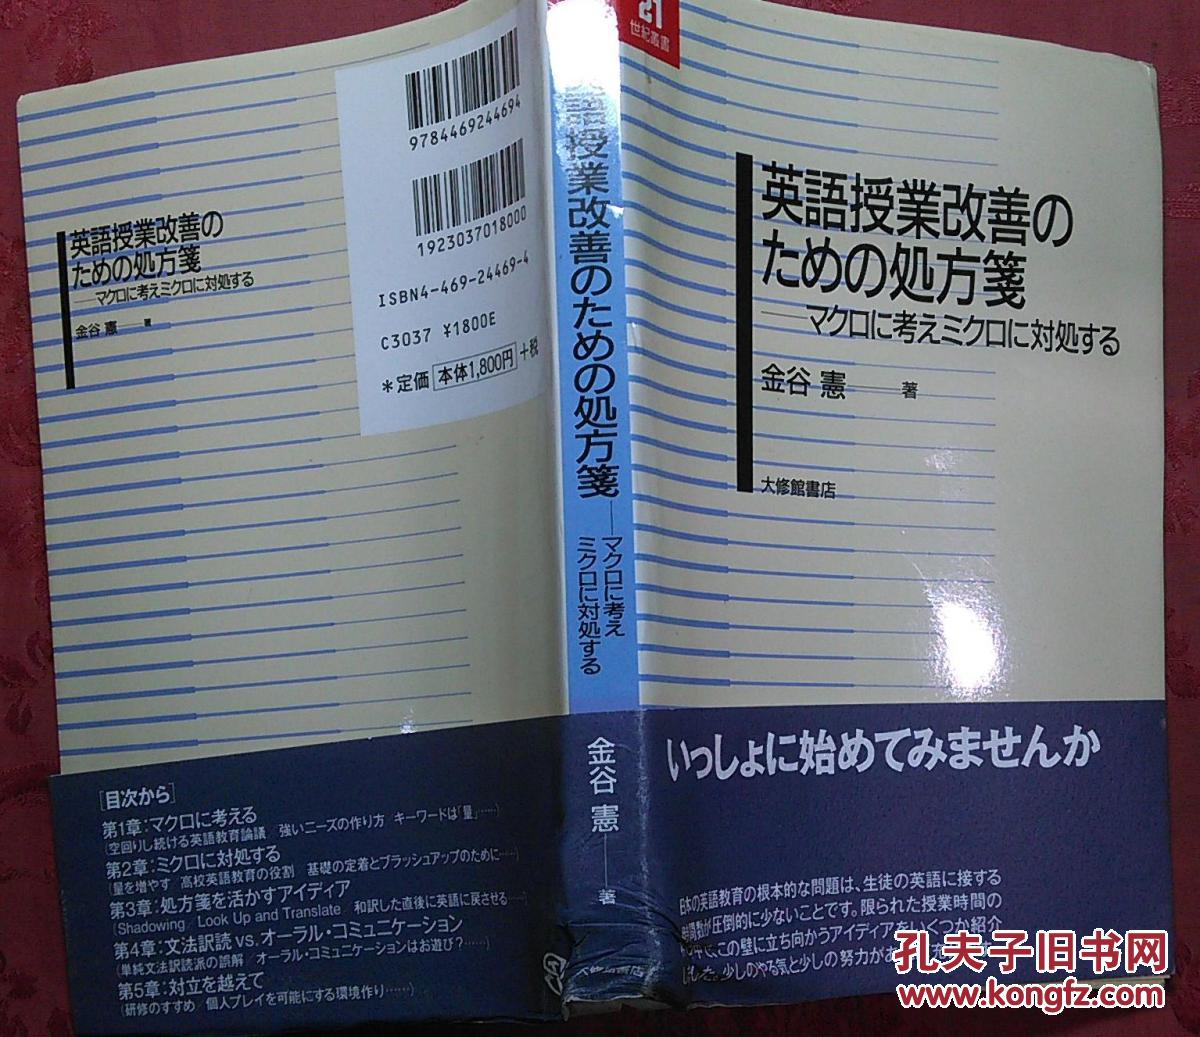 21
世紀叢書
英語授業改善の
ための処方箋
──マクロに考えミクロに対処する
金谷 憲 ── 著
大修館書店
いっしょに始めてみませんか
日本の英語教育の根本的な問題は、生徒の英語に接する
時間数が圧倒的に少ないことです。限られた授業時間の
中で、この壁に立ち向かうアイディアをいくつか紹介
しました。少しのやる気と少しの努力が
語授業改善のための処方箋──マクロに考え
ミクロに対処する
金谷 憲──著
大修館書店
9784469244694
1923037018000
ISBN4-469-24469-4
C3037 ¥1800E
*定価 本体1,800円 +税
英語授業改善の
ための処方箋
──マクロに考えミクロに対処する
金谷 憲 ──
[目次から]
第1章:マクロに考える
(空回りし続ける英語教育論議 強いニーズの作り方 キーワードは「量」……)
第2章:ミクロに対処する
(量を増やす 高校英語教育の役割 基礎の定着とブラッシュアップのために……)
第3章:処方箋を活かすアイディア
(Shadowing/Look Up and Translate 和訳した直後に英語に戻させる……)
第4章:文法訳読 vs. オーラル・コミュニケーション
(単純文法訳読派の誤解 オーラル・コミュニケーションはお遊び?……)
第5章:対立を越えて
(研修のすすめ 個人プレイを可能にする環境作り……)
孔夫子旧书网
www.kongfz.com